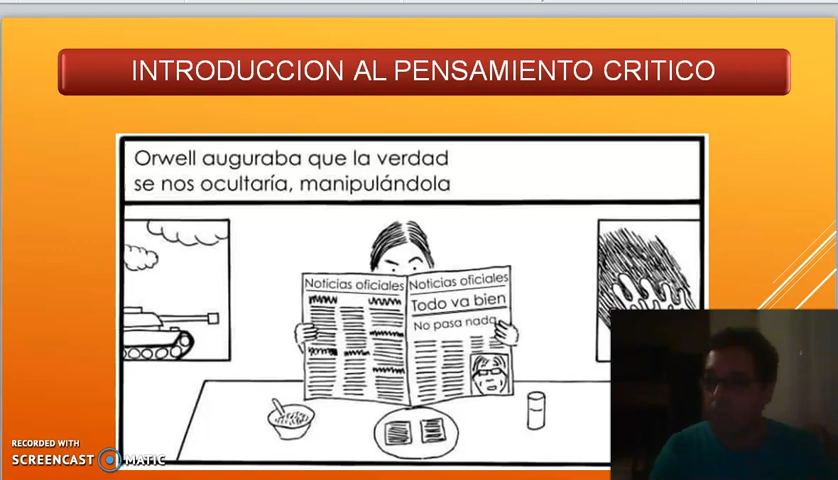 INTRODUCCION AL PENSAMIENTO CRITICO
Orwell auguraba que la verdad
se nos ocultaría, manipulándola
Noticias oficiales
Noticias oficiales
Todo va bien
No pasa nada
RECORDED WITH
SCREENCAST MATIC